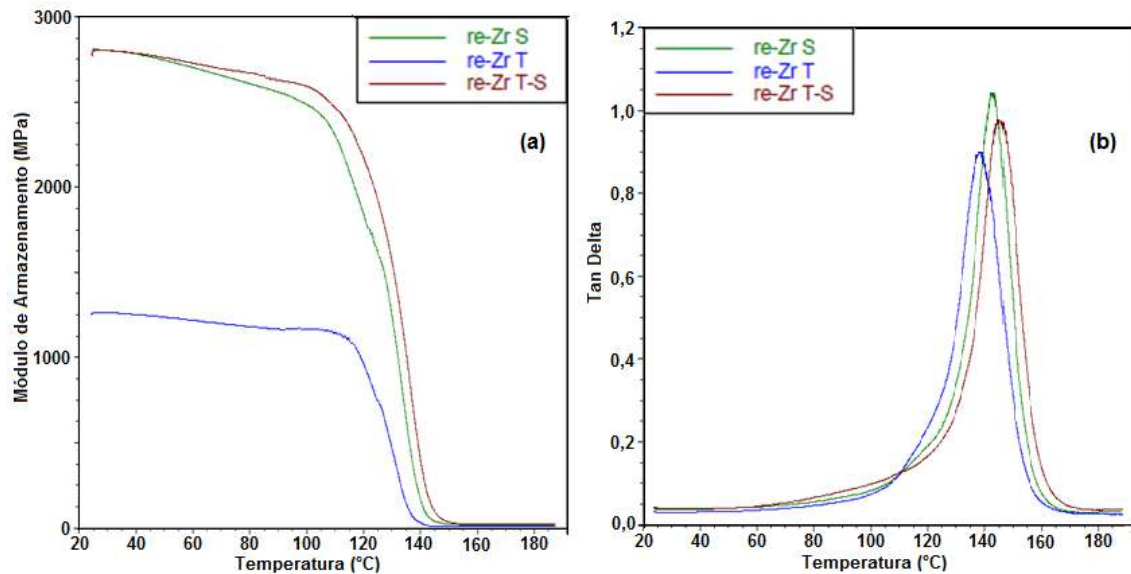 3000
2000
1000
0
Módulo de Armazenamento (MPa)
re-Zr S
re-Zr T
re-Zr T-S
(a)
20 40 60 80 100 120 140 160 180
Temperatura (°C)
1,2
1,0
0,8
0,6
0,4
0,2
0,0
Tan Delta
re-Zr S
re-Zr T
re-Zr T-S
(b)
20 40 60 80 100 120 140 160 180
Temperatura (°C)